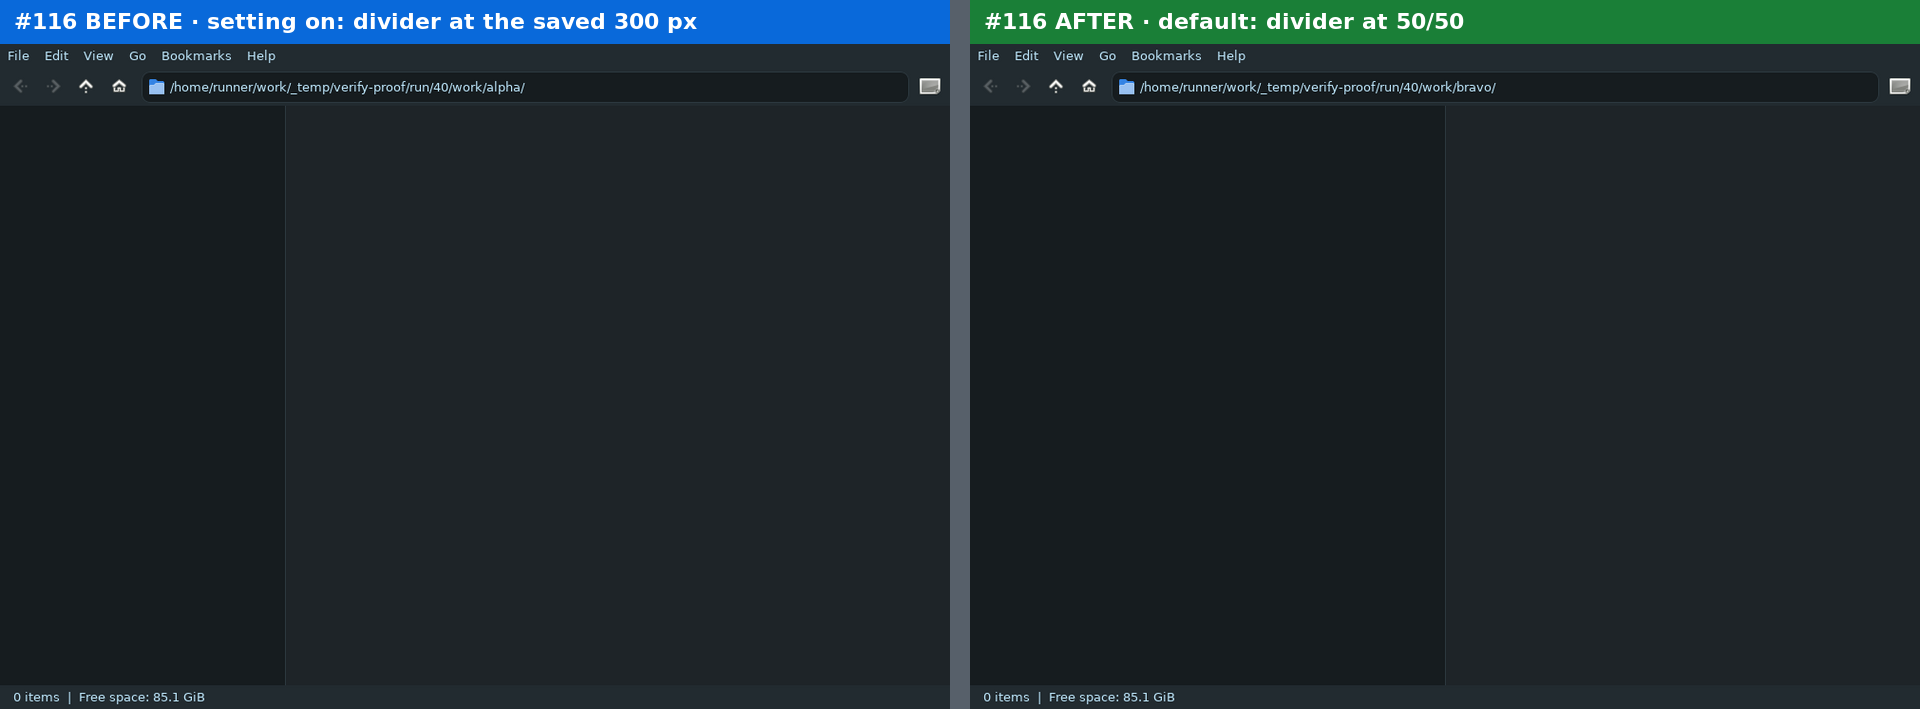 #116 BEFORE · setting on: divider at the saved 300 px
File Edit View Go Bookmarks Help
/home/runner/work/_temp/verify-proof/run/40/work/alpha/
0 items | Free space: 85.1 GiB
#116 AFTER · default: divider at 50/50
File Edit View Go Bookmarks Help
/home/runner/work/_temp/verify-proof/run/40/work/bravo/
0 items | Free space: 85.1 GiB